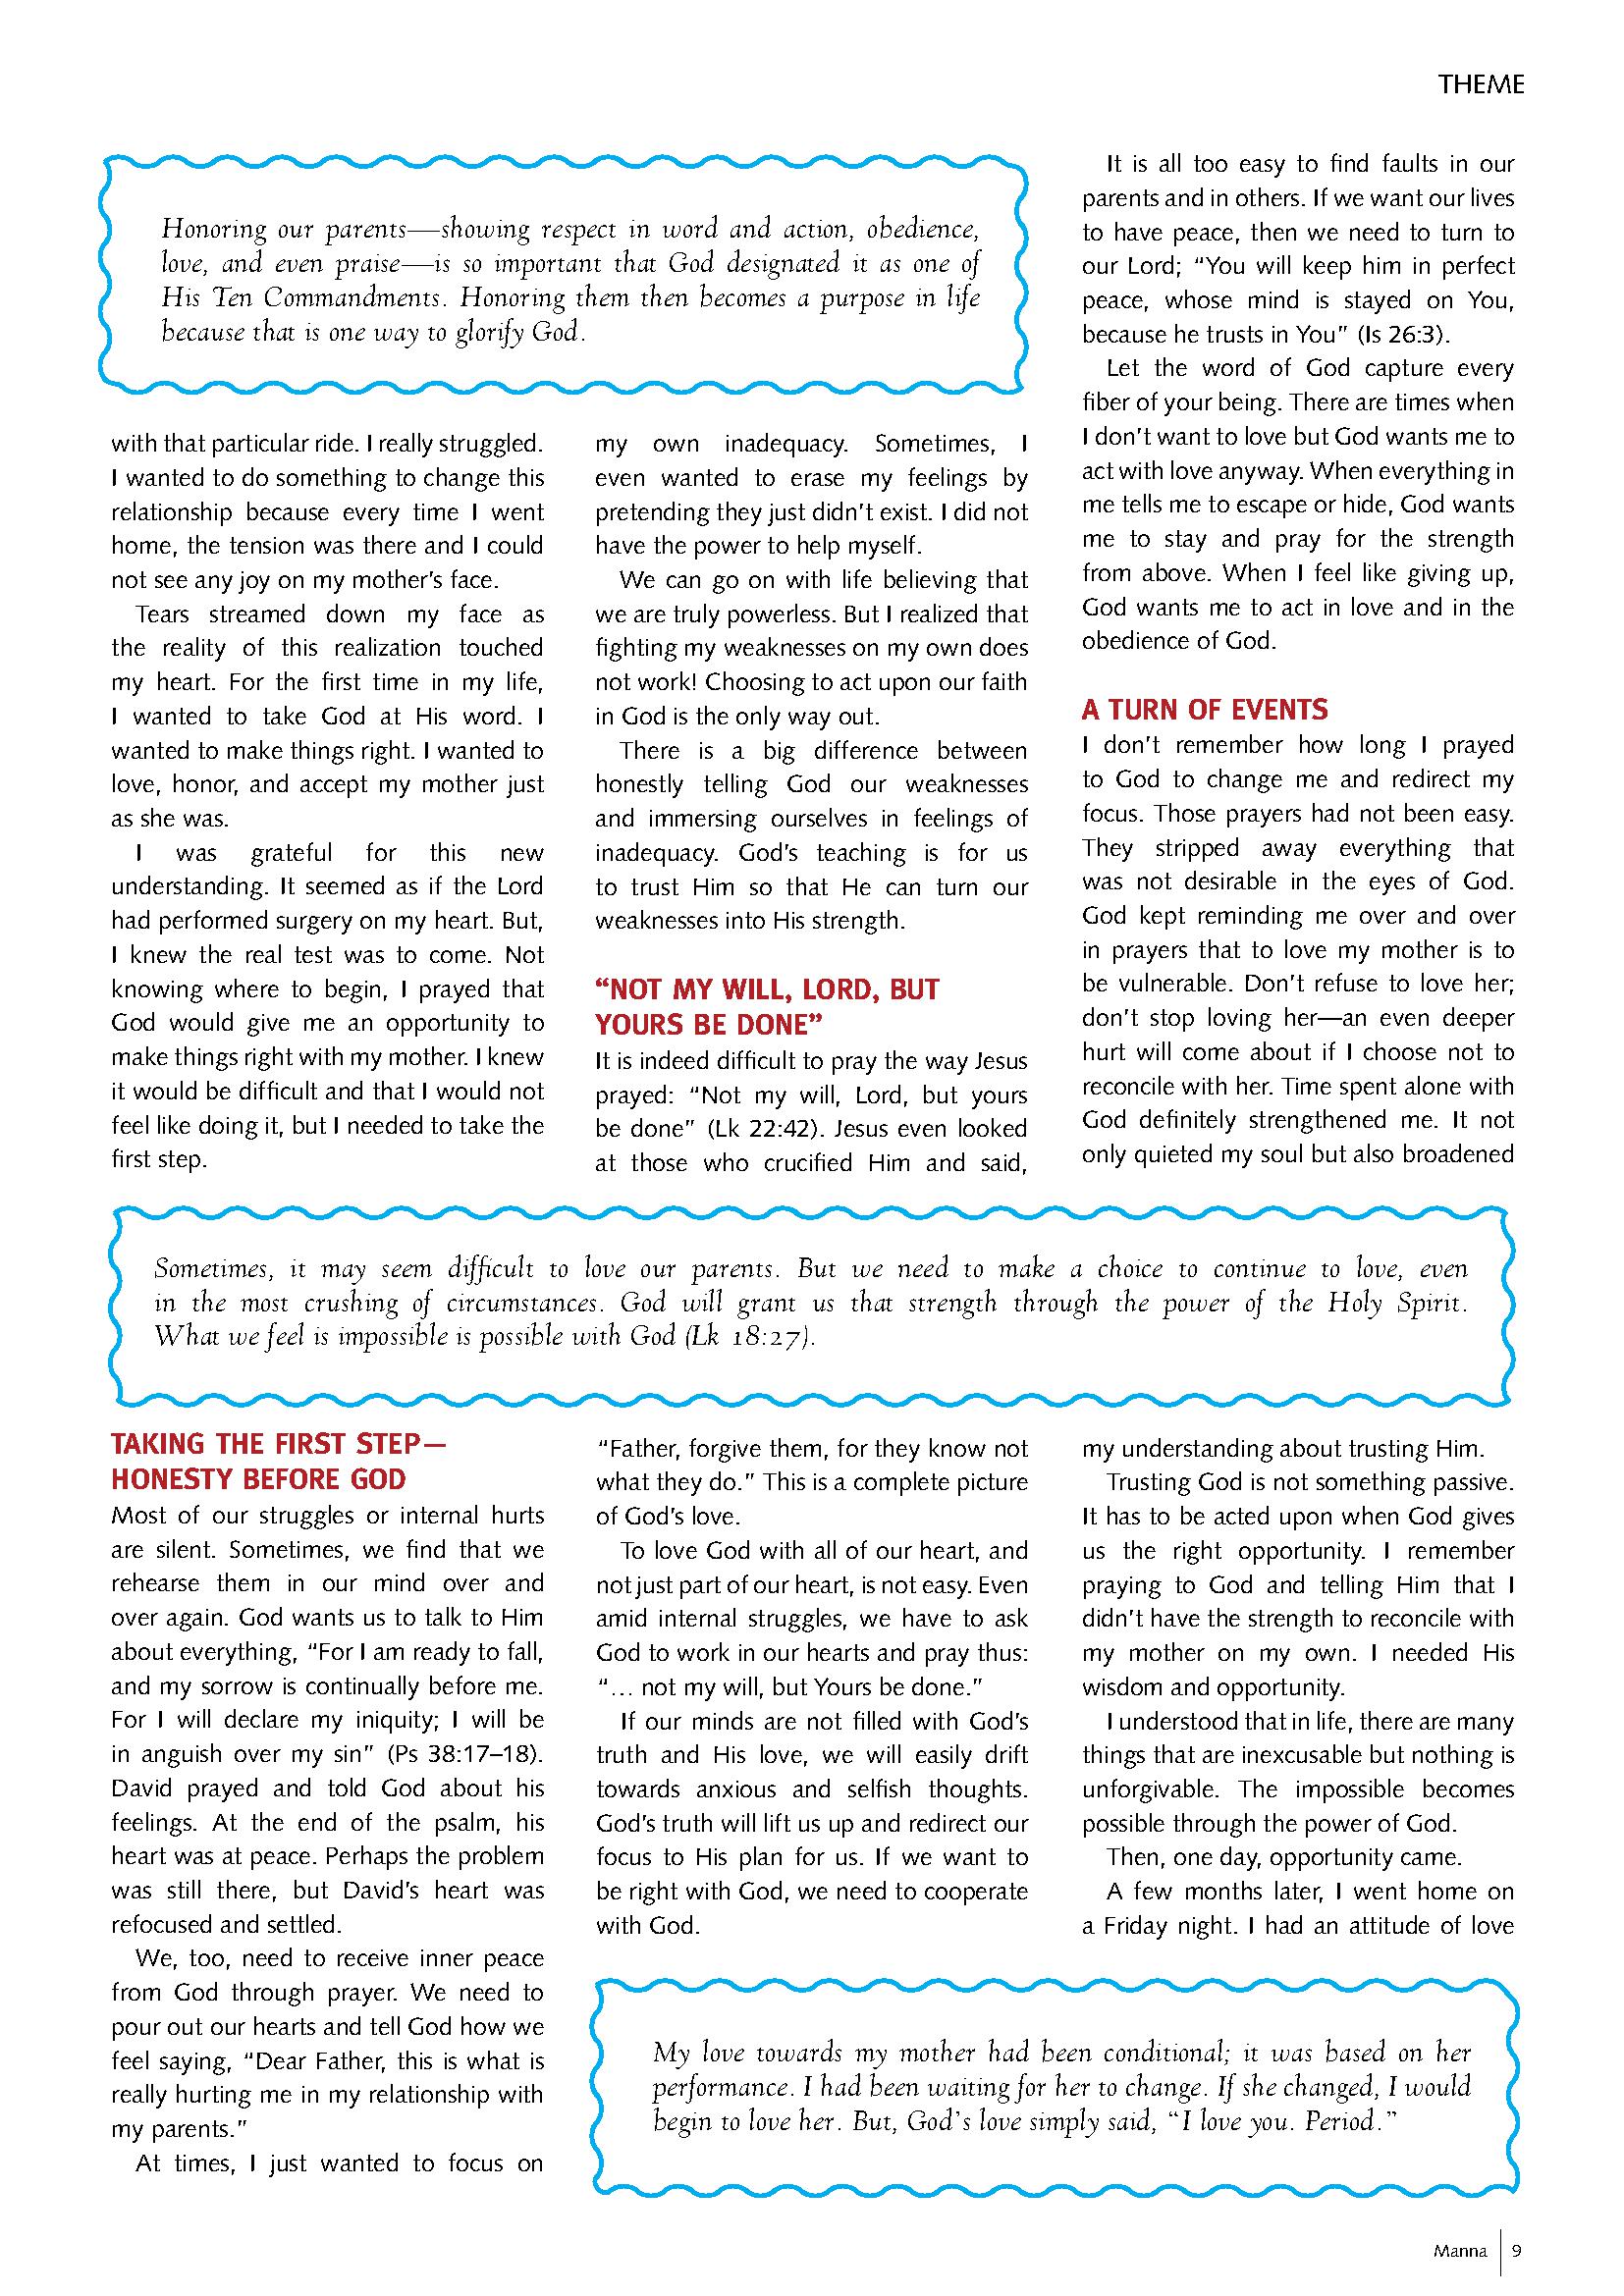 THEME
Honoring our parents—showing respect in word and action, obedience,
love, and even praise—is so important that God designated it as one of
His Ten Commandments. Honoring them then becomes a purpose in life
because that is one way to glorify God.
with that particular ride. I really struggled.
I wanted to do something to change this
relationship because every time I went
home, the tension was there and I could
not see any joy on my mother's face.
Tears streamed down my face as
the reality of this realization touched
my heart. For the first time in my life,
I wanted to take God at His word. I
wanted to make things right. I wanted to
love, honor, and accept my mother just
as she was.
I was grateful for this new
understanding. It seemed as if the Lord
had performed surgery on my heart. But,
I knew the real test was to come. Not
knowing where to begin, I prayed that
God would give me an opportunity to
make things right with my mother. I knew
it would be difficult and that I would not
feel like doing it, but I needed to take the
first step.
TAKING THE FIRST STEP—
HONESTY BEFORE GOD
Most of our struggles or internal hurts
are silent. Sometimes, we find that we
rehearse them in our mind over and
over again. God wants us to talk to Him
about everything, “For I am ready to fall,
and my sorrow is continually before me.
For I will declare my iniquity; I will be
in anguish over my sin” (Ps 38:17–18).
David prayed and told God about his
feelings. At the end of the psalm, his
heart was at peace. Perhaps the problem
was still there, but David's heart was
refocused and settled.
We, too, need to receive inner peace
from God through prayer. We need to
pour out our hearts and tell God how we
feel saying, “Dear Father, this is what is
really hurting me in my relationship with
my parents.”
At times, I just wanted to focus on
my own inadequacy. Sometimes, I
even wanted to erase my feelings by
pretending they just didn't exist. I did not
have the power to help myself.
We can go on with life believing that
we are truly powerless. But I realized that
fighting my weaknesses on my own does
not work! Choosing to act upon our faith
in God is the only way out.
There is a big difference between
honestly telling God our weaknesses
and immersing ourselves in feelings of
inadequacy. God's teaching is for us
to trust Him so that He can turn our
weaknesses into His strength.
“NOT MY WILL, LORD, BUT
YOURS BE DONE”
It is indeed difficult to pray the way Jesus
prayed: “Not my will, Lord, but yours
be done” (Lk 22:42). Jesus even looked
at those who crucified Him and said,
“Father, forgive them, for they know not
what they do.” This is a complete picture
of God's love.
To love God with all of our heart, and
not just part of our heart, is not easy. Even
amid internal struggles, we have to ask
God to work in our hearts and pray thus:
“… not my will, but Yours be done.”
If our minds are not filled with God's
truth and His love, we will easily drift
towards anxious and selfish thoughts.
God's truth will lift us up and redirect our
focus to His plan for us. If we want to
be right with God, we need to cooperate
with God.
It is all too easy to find faults in our
parents and in others. If we want our lives
to have peace, then we need to turn to
our Lord; “You will keep him in perfect
peace, whose mind is stayed on You,
because he trusts in You” (Is 26:3).
Let the word of God capture every
fiber of your being. There are times when
I don't want to love but God wants me to
act with love anyway. When everything in
me tells me to escape or hide, God wants
me to stay and pray for the strength
from above. When I feel like giving up,
God wants me to act in love and in the
obedience of God.
A TURN OF EVENTS
I don't remember how long I prayed
to God to change me and redirect my
focus. Those prayers had not been easy.
They stripped away everything that
was not desirable in the eyes of God.
God kept reminding me over and over
in prayers that to love my mother is to
be vulnerable. Don't refuse to love her;
don't stop loving her—an even deeper
hurt will come about if I choose not to
reconcile with her. Time spent alone with
God definitely strengthened me. It not
only quieted my soul but also broadened
my understanding about trusting Him.
Trusting God is not something passive.
It has to be acted upon when God gives
us the right opportunity. I remember
praying to God and telling Him that I
didn't have the strength to reconcile with
my mother on my own. I needed His
wisdom and opportunity.
I understood that in life, there are many
things that are inexcusable but nothing is
unforgivable. The impossible becomes
possible through the power of God.
Then, one day, opportunity came.
A few months later, I went home on
a Friday night. I had an attitude of love
Sometimes, it may seem difficult to love our parents. But we need to make a choice to continue to love, even
in the most crushing of circumstances. God will grant us that strength through the power of the Holy Spirit.
What we feel is impossible is possible with God (Lk 18:27).
My love towards my mother had been conditional; it was based on her
performance. I had been waiting for her to change. If she changed, I would
begin to love her. But, God's love simply said, “I love you. Period.”
Manna 9